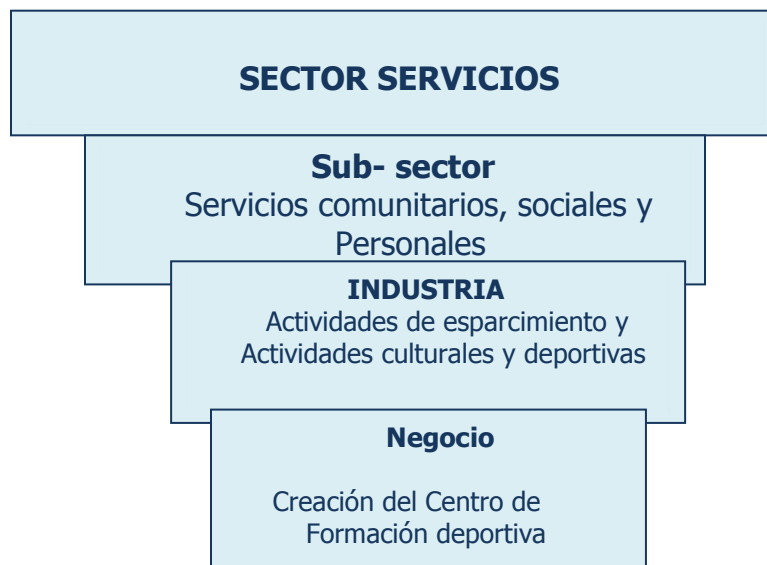 SECTOR SERVICIOS
Sub- sector
Servicios comunitarios, sociales y
Personales
INDUSTRIA
Actividades de esparcimiento y
Actividades culturales y deportivas
Negocio
Creación del Centro de
Formación deportiva